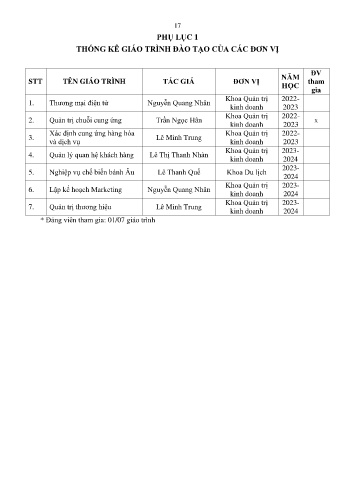 17
PHỤ LỤC 1
THỐNG KÊ GIÁO TRÌNH ĐÀO TẠO CỦA CÁC ĐƠN VỊ
STT TÊN GIÁO TRÌNH TÁC GIẢ ĐƠN VỊ NĂM HỌC ĐV tham gia
1. Thương mại điện tử Nguyễn Quang Nhân Khoa Quản trị kinh doanh 2022-2023
2. Quản trị chuỗi cung ứng Trần Ngọc Hân Khoa Quản trị kinh doanh 2022-2023 x
3. Xác định cung ứng hàng hóa và dịch vụ Lê Minh Trung Khoa Quản trị kinh doanh 2022-2023
4. Quản lý quan hệ khách hàng Lê Thị Thanh Nhàn Khoa Quản trị kinh doanh 2023-2024
5. Nghiệp vụ chế biến bánh Âu Lê Thanh Quế Khoa Du lịch 2023-2024
6. Lập kế hoạch Marketing Nguyễn Quang Nhân Khoa Quản trị kinh doanh 2023-2024
7. Quản trị thương hiệu Lê Minh Trung Khoa Quản trị kinh doanh 2023-2024
* Đảng viên tham gia: 01/07 giáo trình